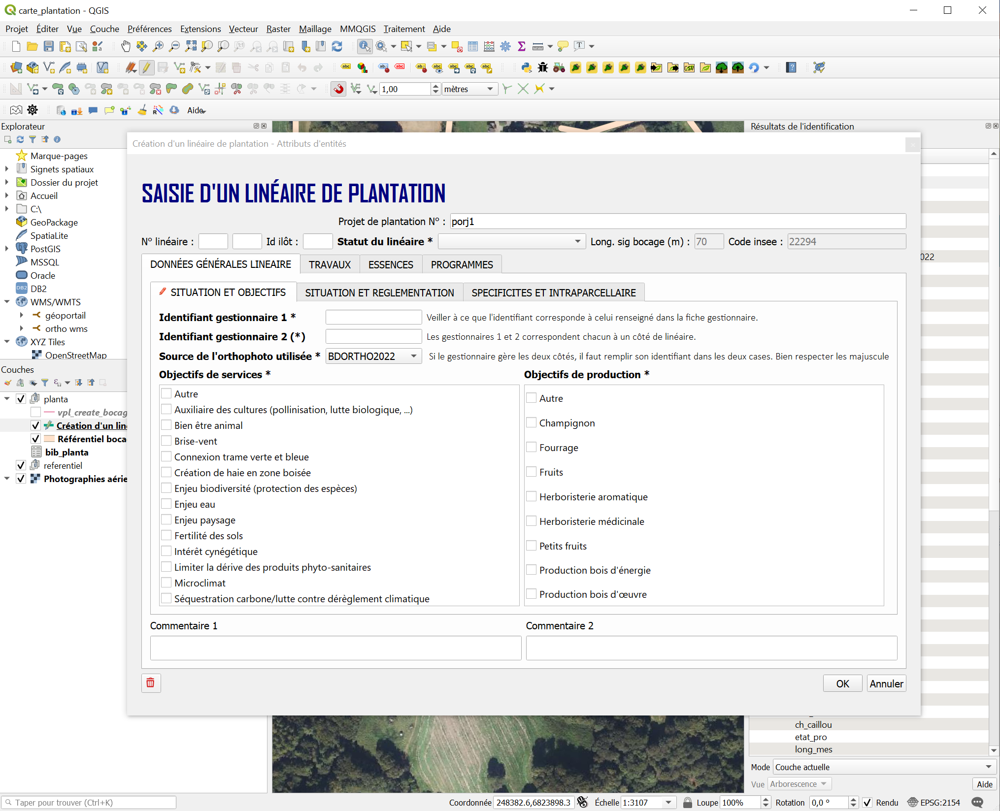 carte_plantation - QGIS
Projet Éditer Vue Couche Préférences Extensions Vecteur Raster Maillage MMQGIS Traitement Aide
1,00 mètres
Aide
Explorateur
Résultats de l'identification
Marque-pages
Signets spatiaux
Dossier du projet
Accueil
C:\
GeoPackage
SpatiaLite
PostGIS
MSSQL
Oracle
DB2
WMS/WMTS
géoportail
ortho wms
XYZ Tiles
OpenStreetMap
Couches
planta
vpl_create_bocag
Création d'un lin
Référentiel boca
bib_planta
referentiel
Photographies aérie
Création d'un linéaire de plantation - Attributs d'entités
SAISIE D'UN LINÉAIRE DE PLANTATION
Projet de plantation N° : porj1
N° linéaire : Id ilôt : Statut du linéaire * Long. sig bocage (m) : 70 Code insee : 22294
022
DONNÉES GÉNÉRALES LINEAIRE TRAVAUX ESSENCES PROGRAMMES
SITUATION ET OBJECTIFS SITUATION ET REGLEMENTATION SPECIFICITES ET INTRAPARCELLAIRE
Identifiant gestionnaire 1 * Veiller à ce que l'identifiant corresponde à celui renseigné dans la fiche gestionnaire.
Identifiant gestionnaire 2 (*) Les gestionnaires 1 et 2 correspondent chacun à un côté de linéaire.
Source de l'orthophoto utilisée * BDORTHO2022 Si le gestionnaire gère les deux côtés, il faut remplir son identifiant dans les deux cases. Bien respecter les majuscule
Objectifs de services *
Autre
Auxiliaire des cultures (pollinisation, lutte biologique, ...)
Bien être animal
Brise-vent
Connexion trame verte et bleue
Création de haie en zone boisée
Enjeu biodiversité (protection des espèces)
Enjeu eau
Enjeu paysage
Fertilité des sols
Intérêt cynégétique
Limiter la dérive des produits phyto-sanitaires
Microclimat
Séquestration carbone/lutte contre dérèglement climatique
Objectifs de production *
Autre
Champignon
Fourrage
Fruits
Herboristerie aromatique
Herboristerie médicinale
Petits fruits
Production bois d'énergie
Production bois d'œuvre
Commentaire 1 Commentaire 2
OK Annuler
ch_caillou
etat_pro
long_mes
Mode Couche actuelle
Vue Arborescence Aide
Taper pour trouver (Ctrl+K) Coordonnée 248382.6,6823898.3 Échelle 1:3107 Loupe 100% Rotation 0,0 ° Rendu EPSG:2154